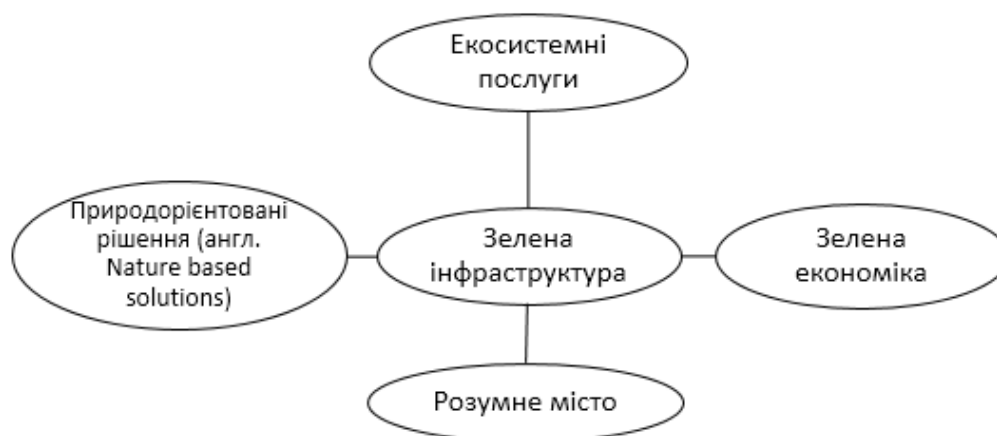 Екосистемні
послуги
Природорієнтовані
рішення (англ.
Nature based
solutions)
Зелена
інфраструктура
Зелена
економіка
Розумне місто